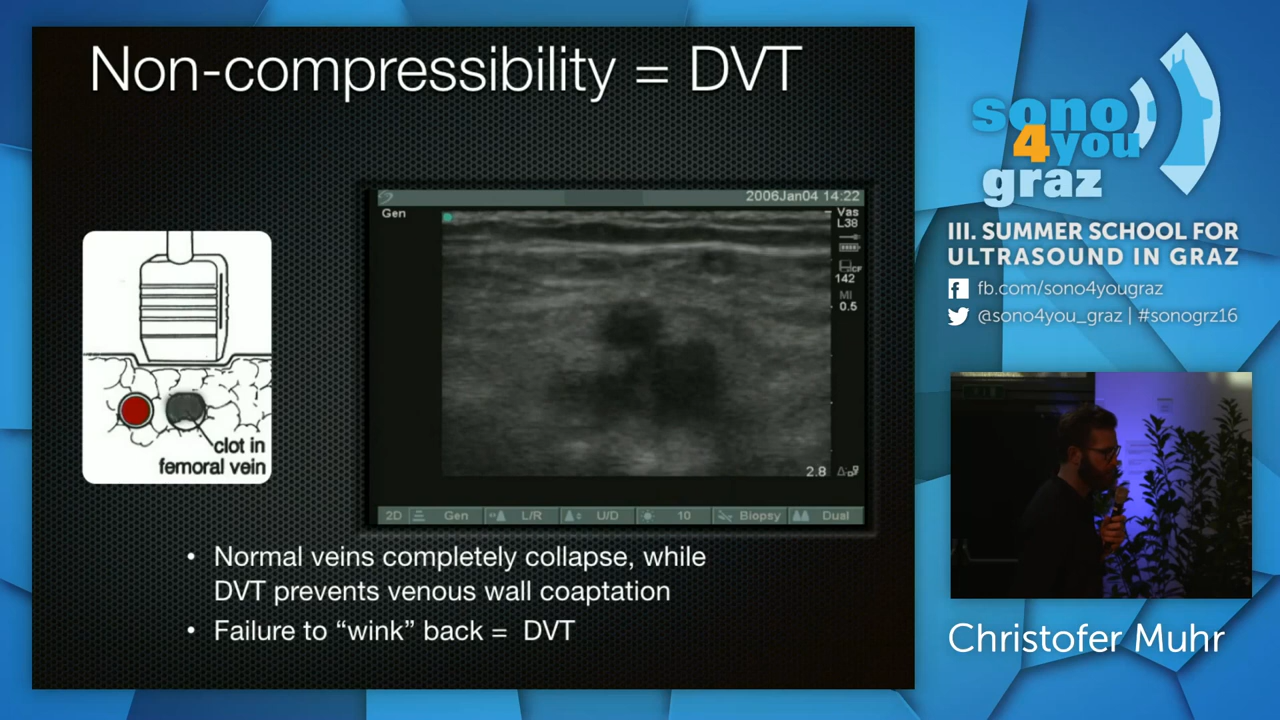 Non-compressibility = DVT
2006Jan04 14:22
Gen
Vas
L38
CF
142
MI
0.5
2.8
2D Gen L/R U/D 10 Biopsy Dual
clot in
femoral vein
• Normal veins completely collapse, while
DVT prevents venous wall coaptation
• Failure to “wink” back = DVT
sono
4you
graz
III. SUMMER SCHOOL FOR
ULTRASOUND IN GRAZ
fb.com/sono4yougraz
@sono4you_graz | #sonogrz16
Christofer Muhr